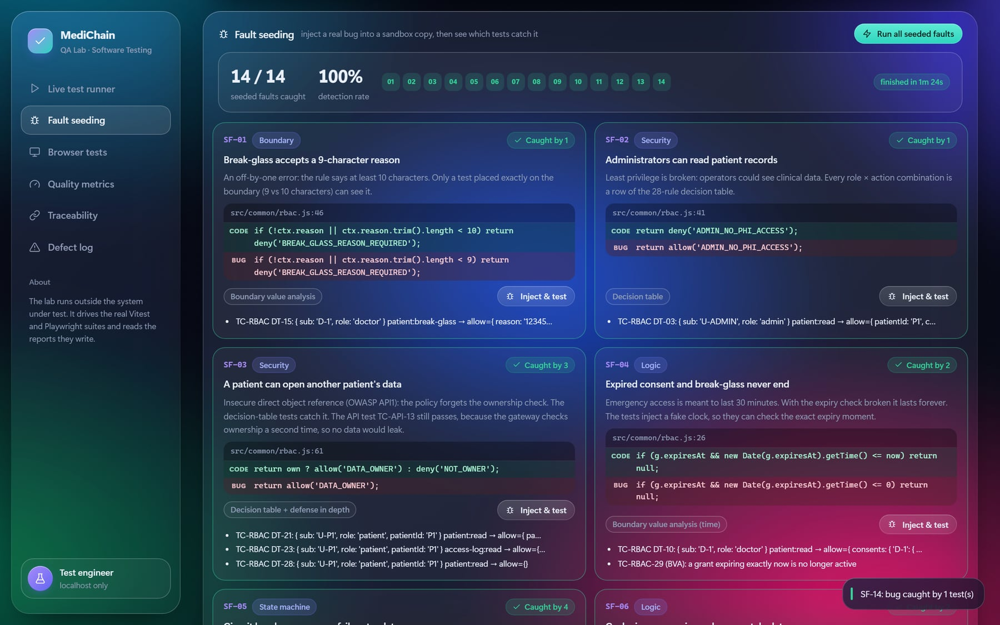 MediChain
QA Lab · Software Testing
Live test runner
Fault seeding
Browser tests
Quality metrics
Traceability
Defect log
About
The lab runs outside the system
under test. It drives the real Vitest
and Playwright suites and reads the
reports they write.
Test engineer
localhost only
Fault seeding inject a real bug into a sandbox copy, then see which tests catch it
Run all seeded faults
14 / 14
seeded faults caught
100%
detection rate
01 02 03 04 05 06 07 08 09 10 11 12 13 14
finished in 1m 24s
SF-01 Boundary Caught by 1
Break-glass accepts a 9-character reason
An off-by-one error: the rule says at least 10 characters. Only a test placed exactly on the
boundary (9 vs 10 characters) can see it.
src/common/rbac.js:46
CODE if (!ctx.reason || ctx.reason.trim().length < 10) return
deny('BREAK_GLASS_REASON_REQUIRED');
BUG if (!ctx.reason || ctx.reason.trim().length < 9) return
deny('BREAK_GLASS_REASON_REQUIRED');
Boundary value analysis Inject & test
• TC-RBAC DT-15: { sub: 'D-1', role: 'doctor' } patient:break-glass → allow={ reason: '12345...
SF-02 Security Caught by 1
Administrators can read patient records
Least privilege is broken: operators could see clinical data. Every role × action combination is
a row of the 28-rule decision table.
src/common/rbac.js:41
CODE return deny('ADMIN_NO_PHI_ACCESS');
BUG return allow('ADMIN_NO_PHI_ACCESS');
Decision table Inject & test
• TC-RBAC DT-03: { sub: 'U-ADMIN', role: 'admin' } patient:read → allow={ patientId: 'P1', c...
SF-03 Security Caught by 3
A patient can open another patient's data
Insecure direct object reference (OWASP API1): the policy forgets the ownership check. The
decision-table tests catch it. The API test TC-API-13 still passes, because the gateway checks
ownership a second time, so no data would leak.
src/common/rbac.js:61
CODE return own ? allow('DATA_OWNER') : deny('NOT_OWNER');
BUG return allow('DATA_OWNER');
Decision table + defense in depth Inject & test
• TC-RBAC DT-21: { sub: 'U-P1', role: 'patient', patientId: 'P1' } patient:read → allow={ pa...
• TC-RBAC DT-23: { sub: 'U-P1', role: 'patient', patientId: 'P1' } access-log:read → allow={...
• TC-RBAC DT-28: { sub: 'U-P1', role: 'patient', patientId: 'P1' } patient:read → allow={}
SF-04 Logic Caught by 2
Expired consent and break-glass never end
Emergency access is meant to last 30 minutes. With the expiry check broken it lasts forever.
The tests inject a fake clock, so they can check the exact expiry moment.
src/common/rbac.js:26
CODE if (g.expiresAt && new Date(g.expiresAt).getTime() <= now) return
null;
BUG if (g.expiresAt && new Date(g.expiresAt).getTime() <= 0) return
null;
Boundary value analysis (time) Inject & test
• TC-RBAC DT-10: { sub: 'D-1', role: 'doctor' } patient:read → allow={ consents: { 'D-1': { ...
• TC-RBAC-29 (BVA): a grant expiring exactly now is no longer active
SF-05 State machine Caught by 4
SF-06 Logic
SF-14: bug caught by 1 test(s)